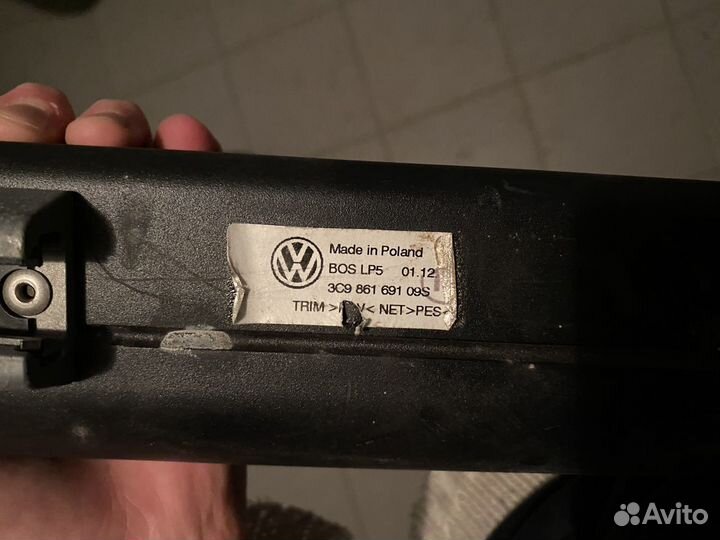 Made in Poland
BOS LP5 01.12
3C9 861 691 09S
TRIM < NET>PES<
Avito